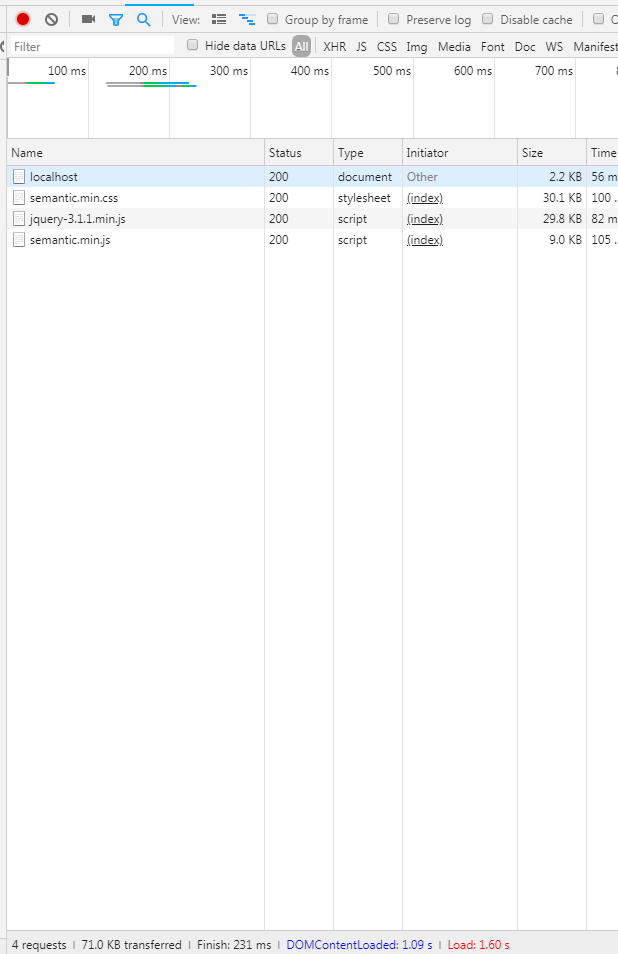 View: Group by frame Preserve log Disable cache
Filter Hide data URLs All XHR JS CSS Img Media Font Doc WS Manifest
100 ms 200 ms 300 ms 400 ms 500 ms 600 ms 700 ms
Name Status Type Initiator Size Time
localhost 200 document Other 2.2 KB 56 m
semantic.min.css 200 stylesheet (index) 30.1 KB 100 .
jquery-3.1.1.min.js 200 script (index) 29.8 KB 82 m
semantic.min.js 200 script (index) 9.0 KB 105 .
4 requests | 71.0 KB transferred | Finish: 231 ms | DOMContentLoaded: 1.09 s | Load: 1.60 s